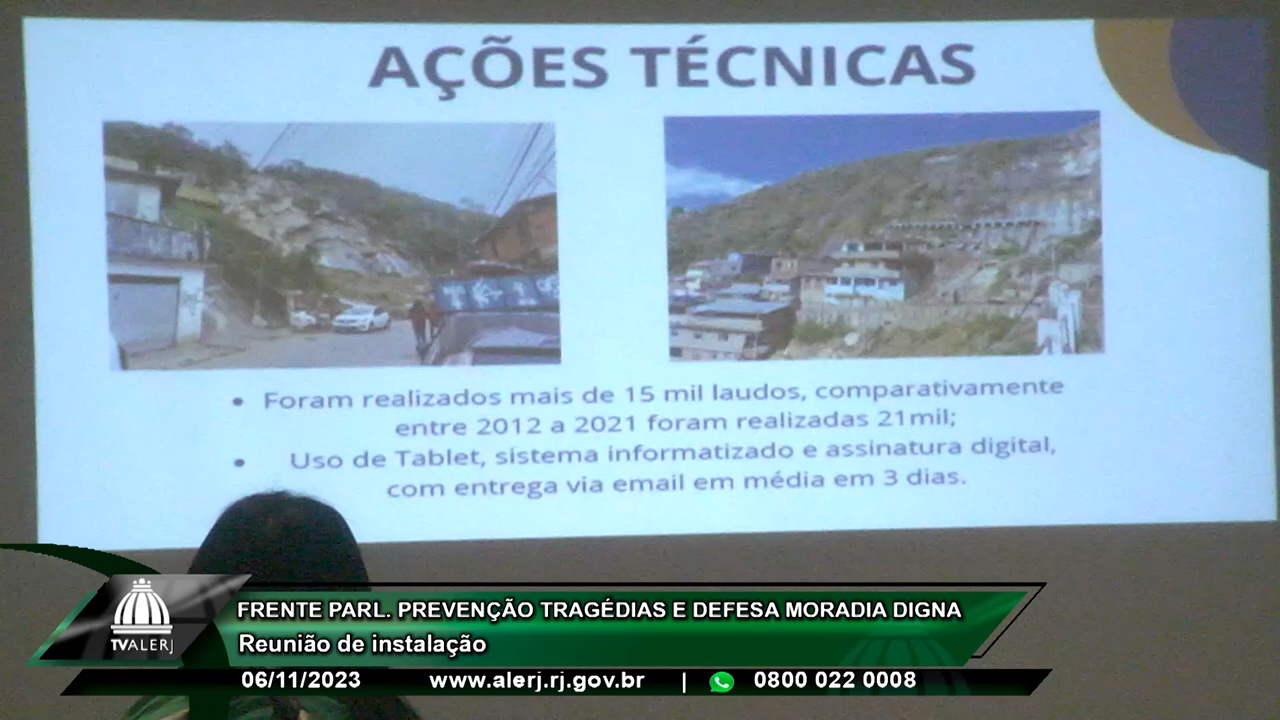 AÇÕES TÉCNICAS
• Foram realizados mais de 15 mil laudos, comparativamente
entre 2012 a 2021 foram realizadas 21mil;
• Uso de Tablet, sistema informatizado e assinatura digital,
com entrega via email em média em 3 dias.
FRENTE PARL. PREVENÇÃO TRAGÉDIAS E DEFESA MORADIA DIGNA
Reunião de instalação
TVALERJ
06/11/2023 www.alerj.rj.gov.br | 0800 022 0008